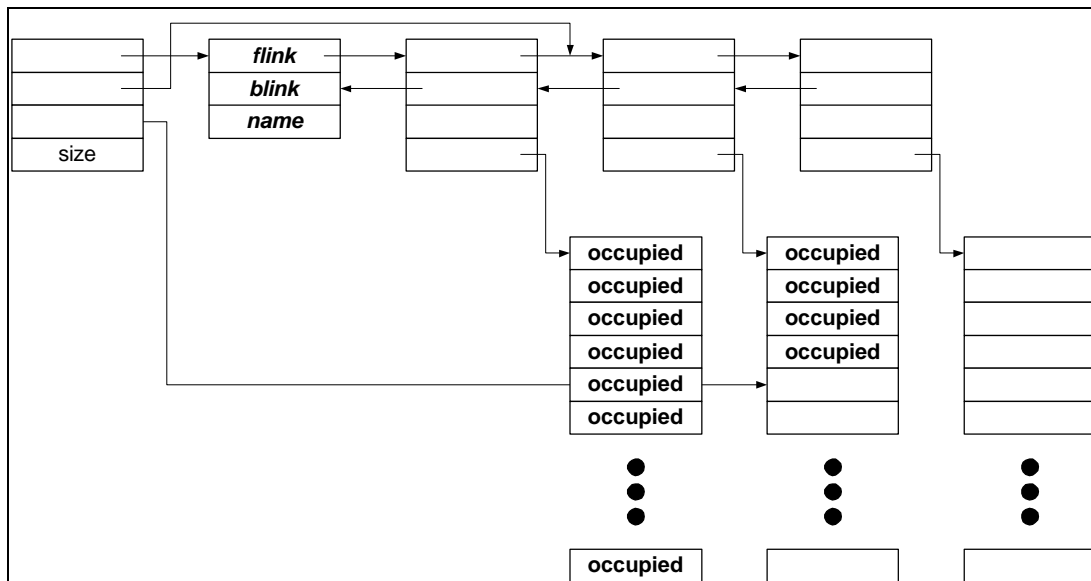 flink
blink
name
size
occupied occupied
occupied occupied
occupied occupied
occupied occupied
occupied
occupied
occupied